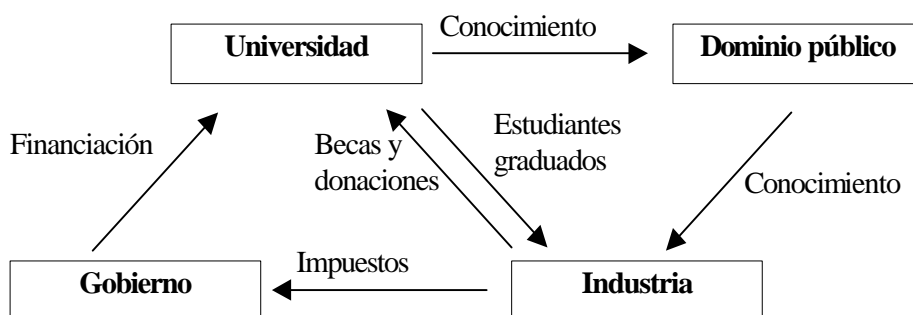 Conocimiento
Universidad
Dominio público
Financiación
Becas y
donaciones
Estudiantes
graduados
Conocimiento
Impuestos
Gobierno
Industria